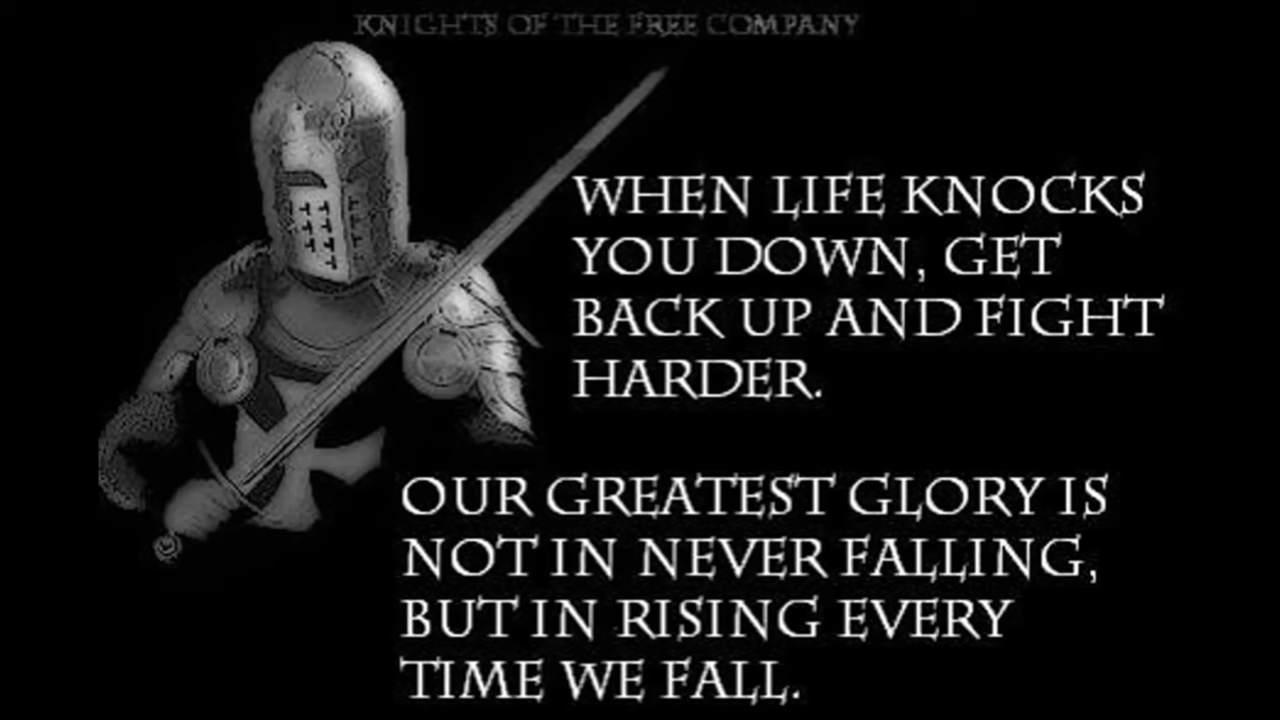 KNIGHTS OF THE FREE COMPANY
WHEN LIFE KNOCKS
YOU DOWN, GET
BACK UP AND FIGHT
HARDER.
OUR GREATEST GLORY IS
NOT IN NEVER FALLING,
BUT IN RISING EVERY
TIME WE FALL.